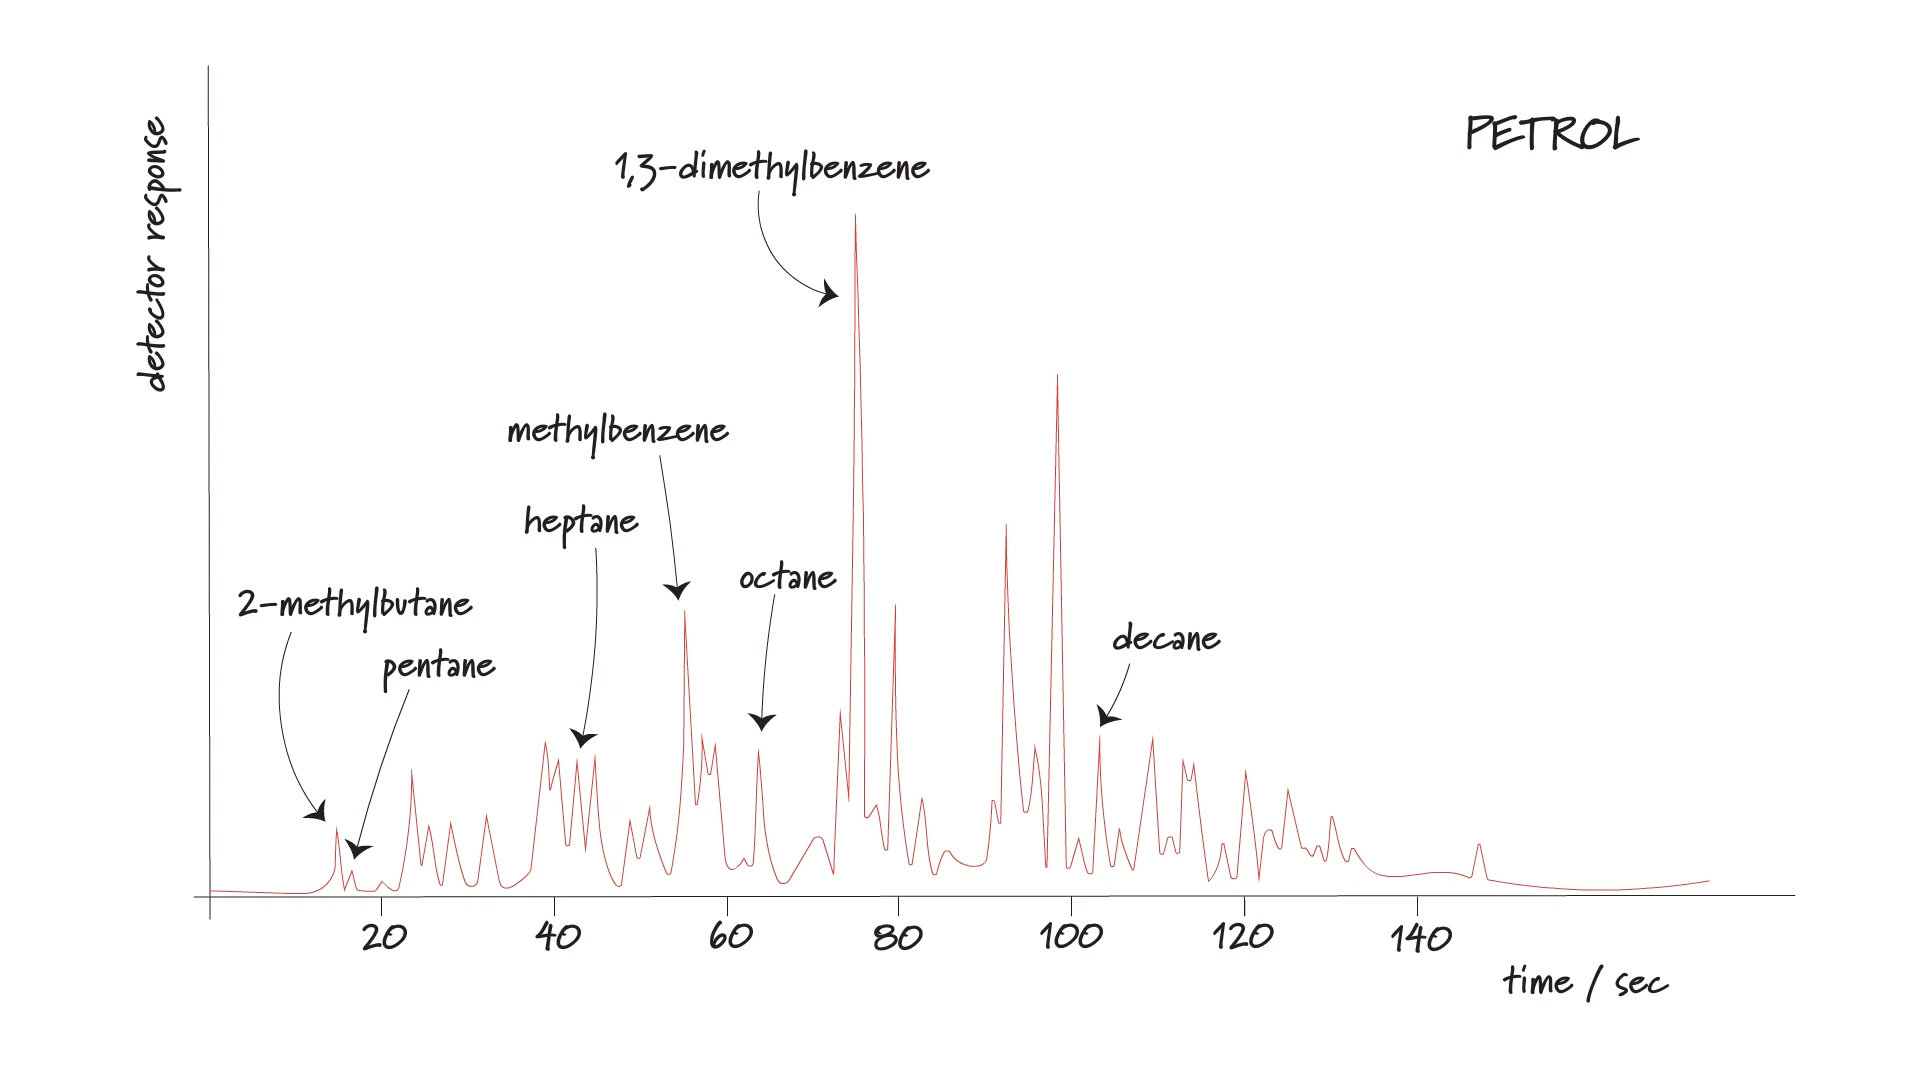 PETROL
detector response
1,3-dimethylbenzene
methylbenzene
heptane
octane
2-methylbutane
decane
pentane
20 40 60 80 100 120 140
time / sec